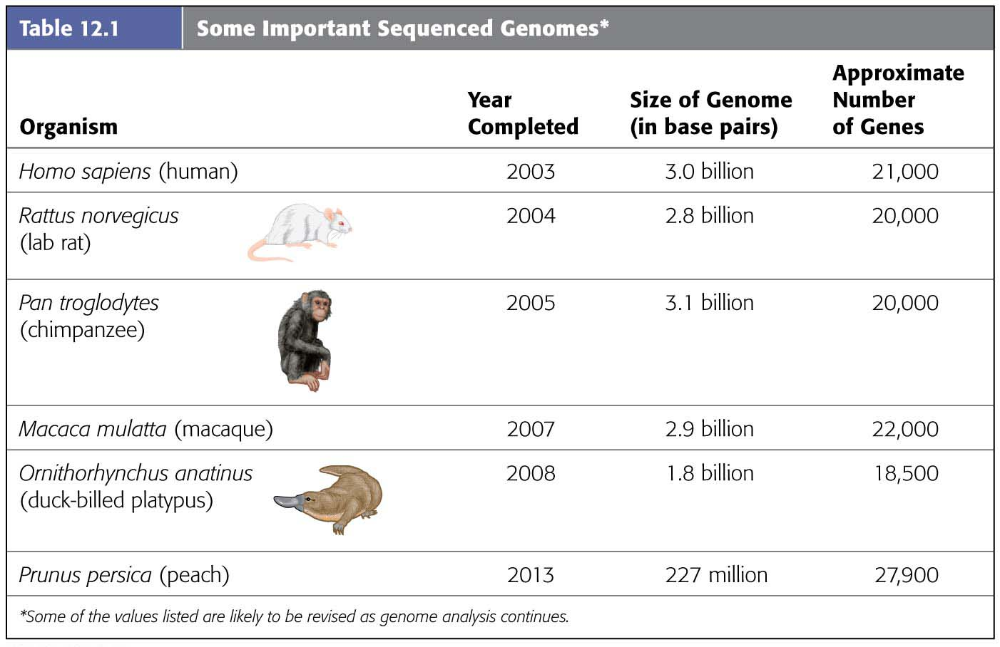 Table 12.1 Some Important Sequenced Genomes*
Approximate
Year Size of Genome Number
Organism Completed (in base pairs) of Genes
Homo sapiens (human) 2003 3.0 billion 21,000
Rattus norvegicus 2004 2.8 billion 20,000
(lab rat)
Pan troglodytes 2005 3.1 billion 20,000
(chimpanzee)
Macaca mulatta (macaque) 2007 2.9 billion 22,000
Ornithorhynchus anatinus 2008 1.8 billion 18,500
(duck-billed platypus)
Prunus persica (peach) 2013 227 million 27,900
*Some of the values listed are likely to be revised as genome analysis continues.